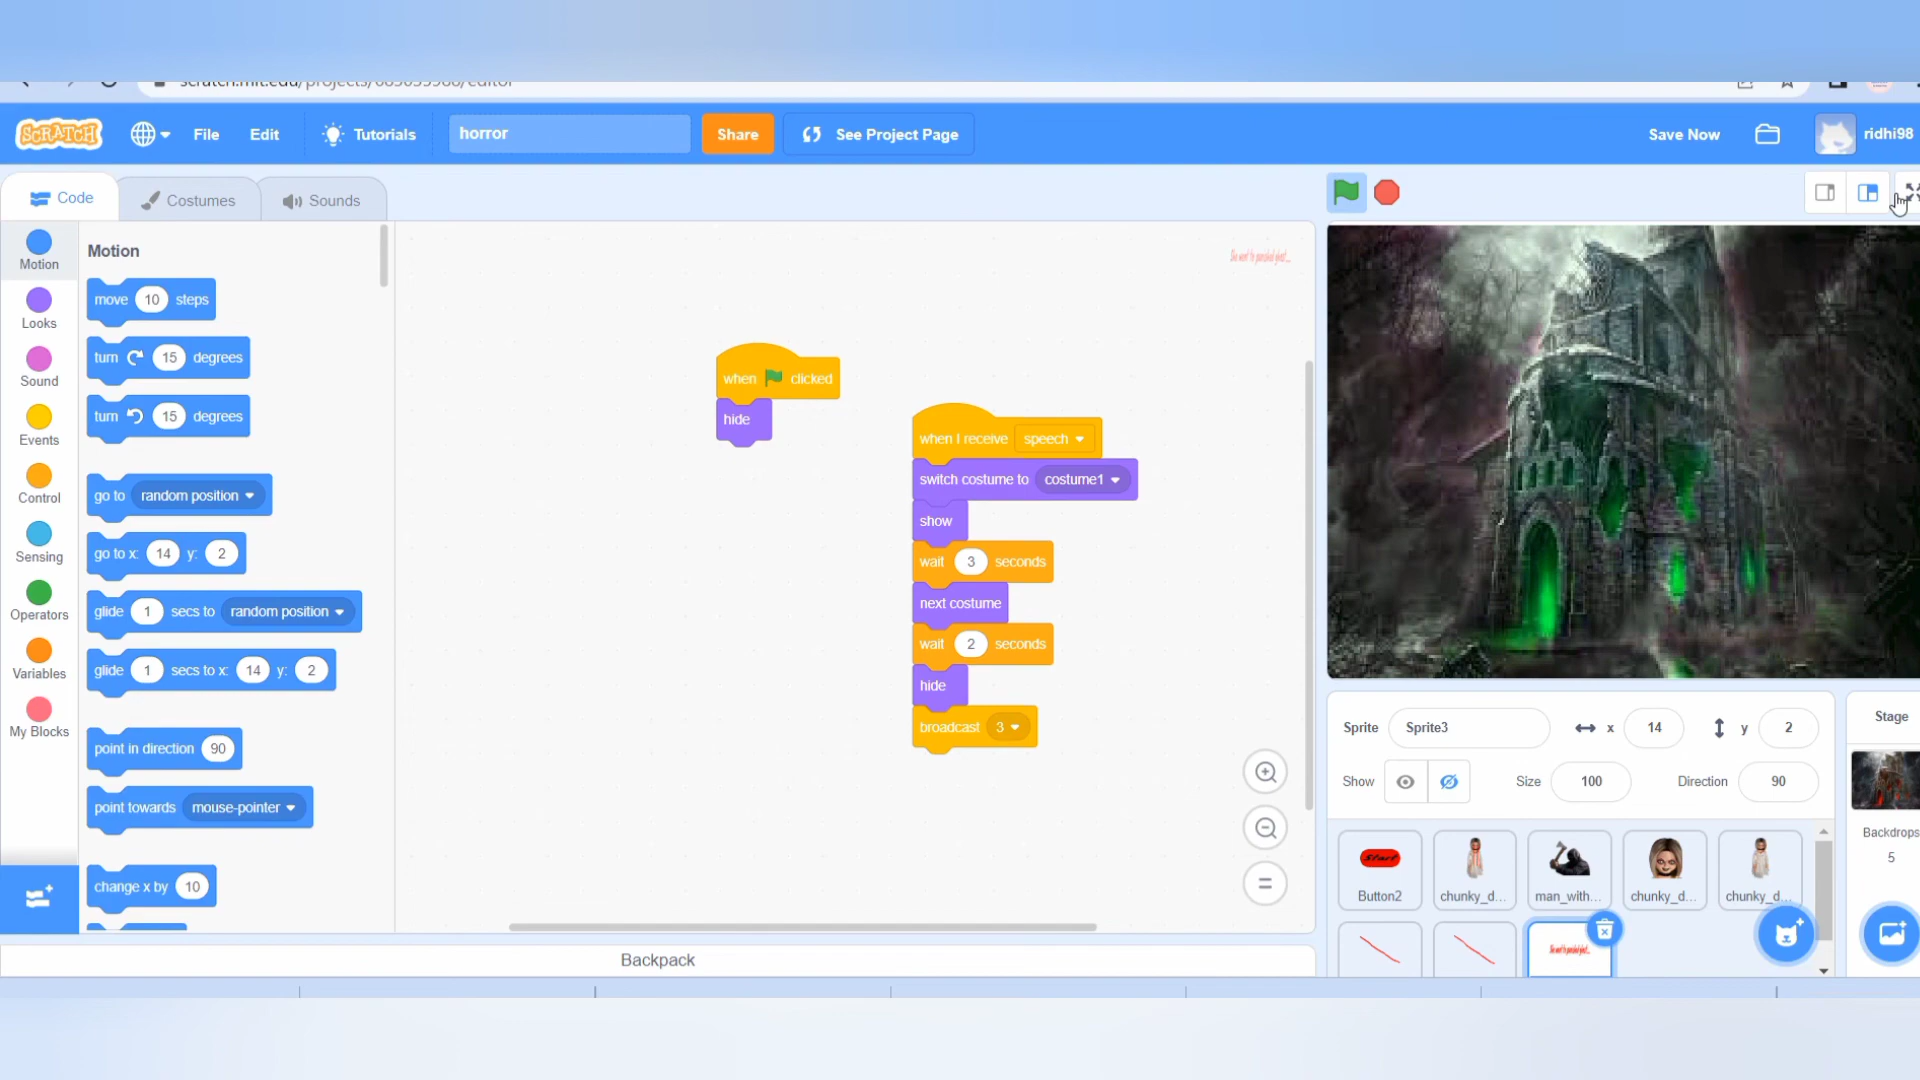 SCRATCH File Edit Tutorials horror Share See Project Page Save Now ridhi98
Code Costumes Sounds
Motion
Looks
Sound
Events
Control
Sensing
Operators
Variables
My Blocks
Motion
move 10 steps
turn 15 degrees
turn 15 degrees
go to random position
go to x: 14 y: 2
glide 1 secs to random position
glide 1 secs to x: 14 y: 2
point in direction 90
point towards mouse-pointer
change x by 10
when clicked
hide
when I receive speech
switch costume to costume1
show
wait 3 seconds
next costume
wait 2 seconds
hide
broadcast 3
Backpack
Sprite Sprite3 x 14 y 2
Show Size 100 Direction 90
Start
Button2 chunky_d... man_with... chunky_d... chunky_d...
Stage
Backdrops
5